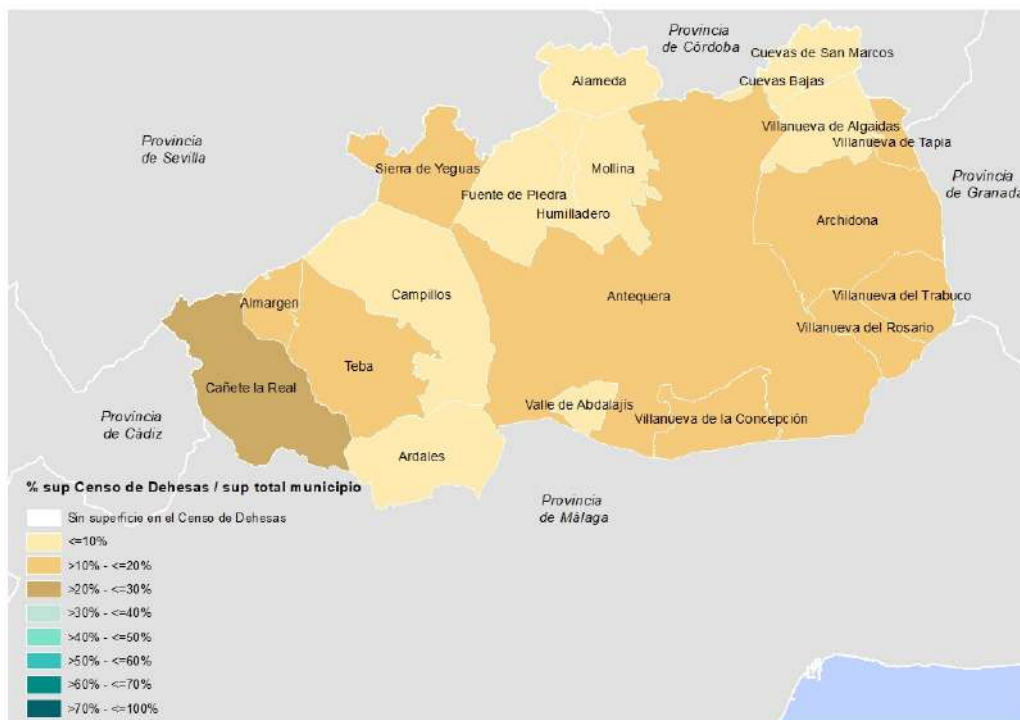 Provincia
de Córdoba
Cuevas de San Marcos
Alameda
Cuevas Bajas
Provincia
de Sevilla
Villanueva de Algaidas
Villanueva de Tapia
Sierra de Yeguas
Mollina
Provincia
de Granada
Fuente de Piedra
Humilladero
Archidona
Campillos
Antequera
Almargen
Villanueva del Trabuco
Villanueva del Rosario
Teba
Cañete la Real
Valle de Abdalajís
Villanueva de la Concepción
Provincia
de Cádiz
Ardales
Provincia
de Málaga
% sup Censo de Dehesas / sup total municipio
Sin superficie en el Censo de Dehesas
<=10%
>10% - <=20%
>20% - <=30%
>30% - <=40%
>40% - <=50%
>50% - <=60%
>60% - <=70%
>70% - <=100%